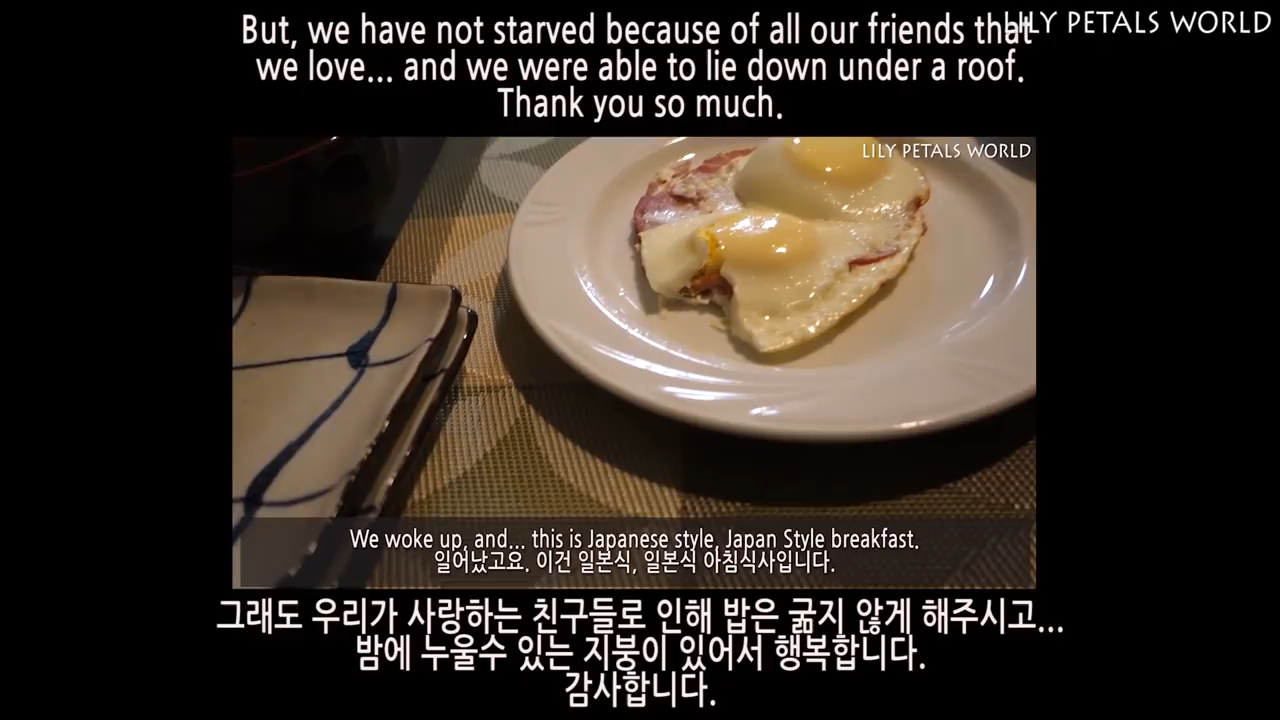 But, we have not starved because of all our friends that
LILY PETALS WORLD
we love... and we were able to lie down under a roof.
Thank you so much.
LILY PETALS WORLD
We woke up, and... this is Japanese style, Japan Style breakfast.
일어났고요. 이건 일본식, 일본식 아침식사입니다.
그래도 우리가 사랑하는 친구들로 인해 밥은 굶지 않게 해주시고...
밤에 누울수 있는 지붕이 있어서 행복합니다.
감사합니다.